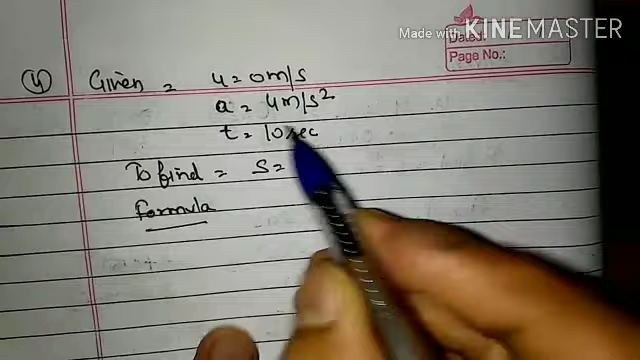 Made with KINEMASTER
Date:
Page No.:
(4) Given = u = 0m/s
a = 4m/s²
t = 10sec
To find = S =
formula